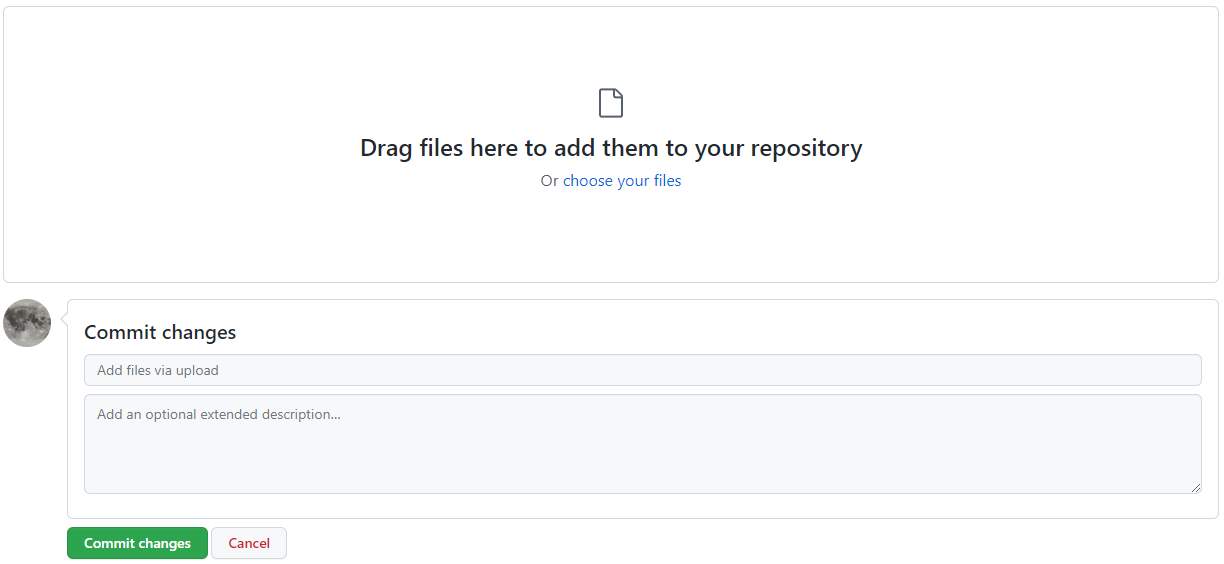 Drag files here to add them to your repository
Or choose your files
Commit changes
Add files via upload
Add an optional extended description...
Commit changes
Cancel